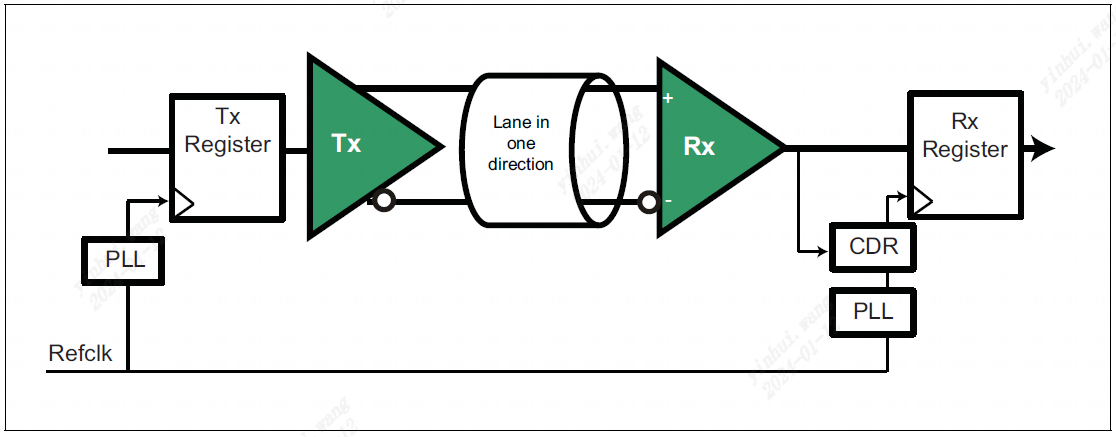 Tx
Register
Tx
Lane in
one
direction
+
-
Rx
Rx
Register
PLL
CDR
PLL
Refclk
yinhui.wang
2024-01-12